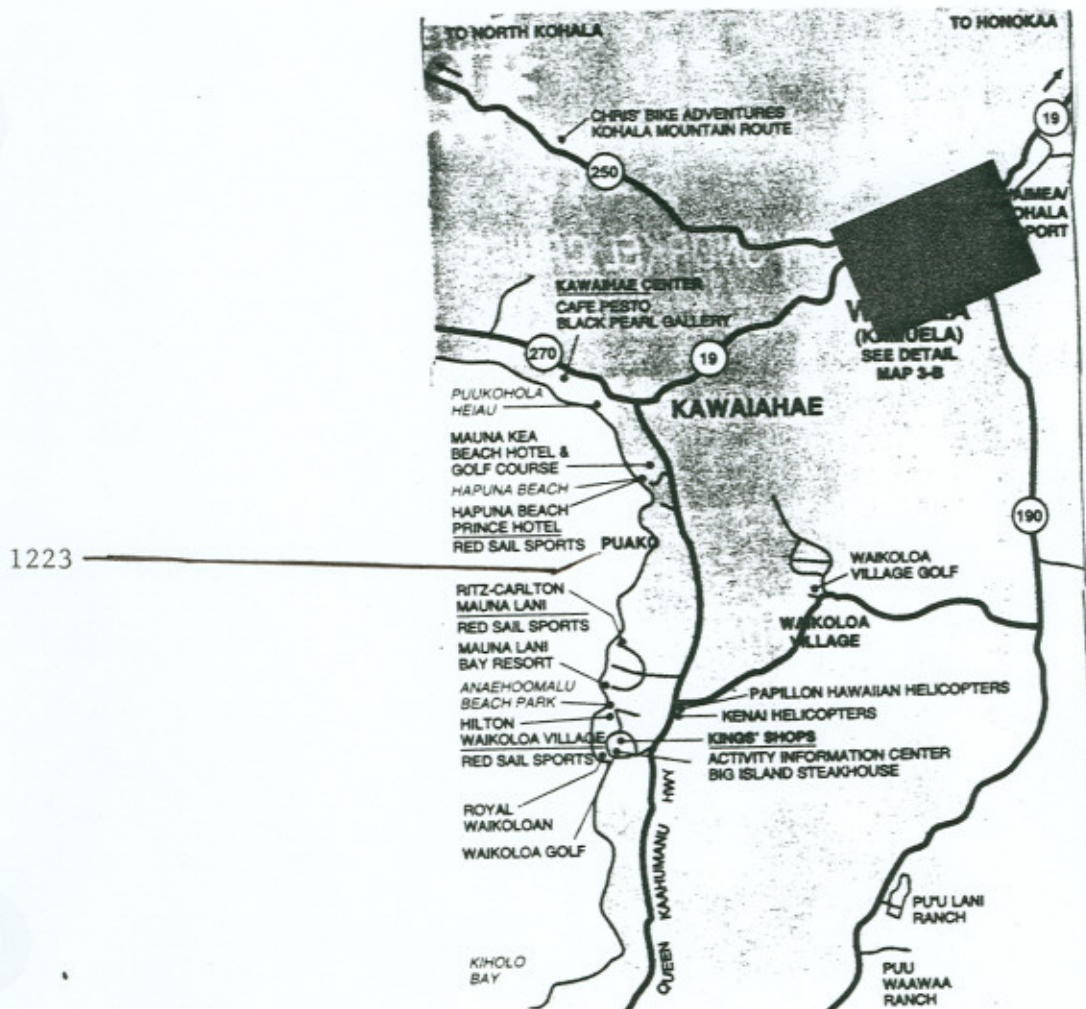 TO NORTH KOHALA
TO HONOKAA
19
CHRIS' BIKE ADVENTURES
KOHALA MOUNTAIN ROUTE
250
PORT
KAWAIHAE CENTER
CAFE PESTO
BLACK PEARL GALLERY
SEE DETAIL
MAP 3-B
270
19
PUUKOHOLA
HEIAU
KAWAIAHAE
MAUNA KEA
BEACH HOTEL &
GOLF COURSE
HAPUNA BEACH
HAPUNA BEACH
PRINCE HOTEL
RED SAIL SPORTS
190
1223
PUAKO
WAIKOLOA
VILLAGE GOLF
RITZ-CARLTON
MAUNA LANI
RED SAIL SPORTS
WAIKOLOA
VILLAGE
MAUNA LANI
BAY RESORT
ANAEHOOMALU
BEACH PARK
PAPILLON HAWAIIAN HELICOPTERS
HILTON
WAIKOLOA VILLAGE
RED SAIL SPORTS
KENAI HELICOPTERS
KINGS' SHOPS
ACTIVITY INFORMATION CENTER
BIG ISLAND STEAKHOUSE
ROYAL
WAIKOLOAN
WAIKOLOA GOLF
QUEEN KAAHUMANU HWY
PU'U LANI
RANCH
KIHOLO
BAY
PUU
WAAWAA
RANCH